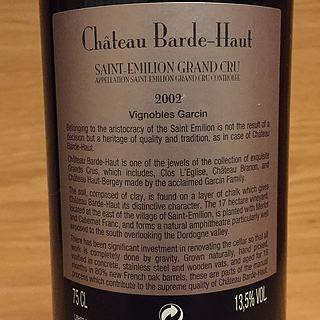 Château Barde-Haut
SAINT-EMILION GRAND CRU
APPELLATION SAINT-EMILION GRAND CRU CONTROLÉE
2002
Vignobles Garcin
Belonging to the aristocracy of the Saint Emilion is not the result of a
decision but a heritage of quality and tradition, as in case of Château
Barde-Haut.
Château Barde-Haut is one of the jewels of the collection of exquisite
Grands Crus, which includes, Clos L'Eglise, Château Branon, and
Château Haut-Bergey made by the acclaimed Garcin Family.
The soil, composed of clay, is found on a layer of chalk which gives
Château Barde-Haut its distinctive character. The 17 hectare vineyard,
located at the east of the village of Saint-Emilion, is planted with Merlot
and Cabernet Franc, and forms a natural amphitheatre particularly well
exposed to the south overlooking the Dordogne valley.
There has been significant investment in renovating the cellar so that all
work is completely done by gravity. Grown naturally, hand picked,
vatted in concrete, stainless steel and wooden vats, and aged for 18
months in 80% new French oak barrels, these are parts of the manual
process which contribute to the supreme quality of Château Barde-Haut.
75 CL
13,5% VOL.